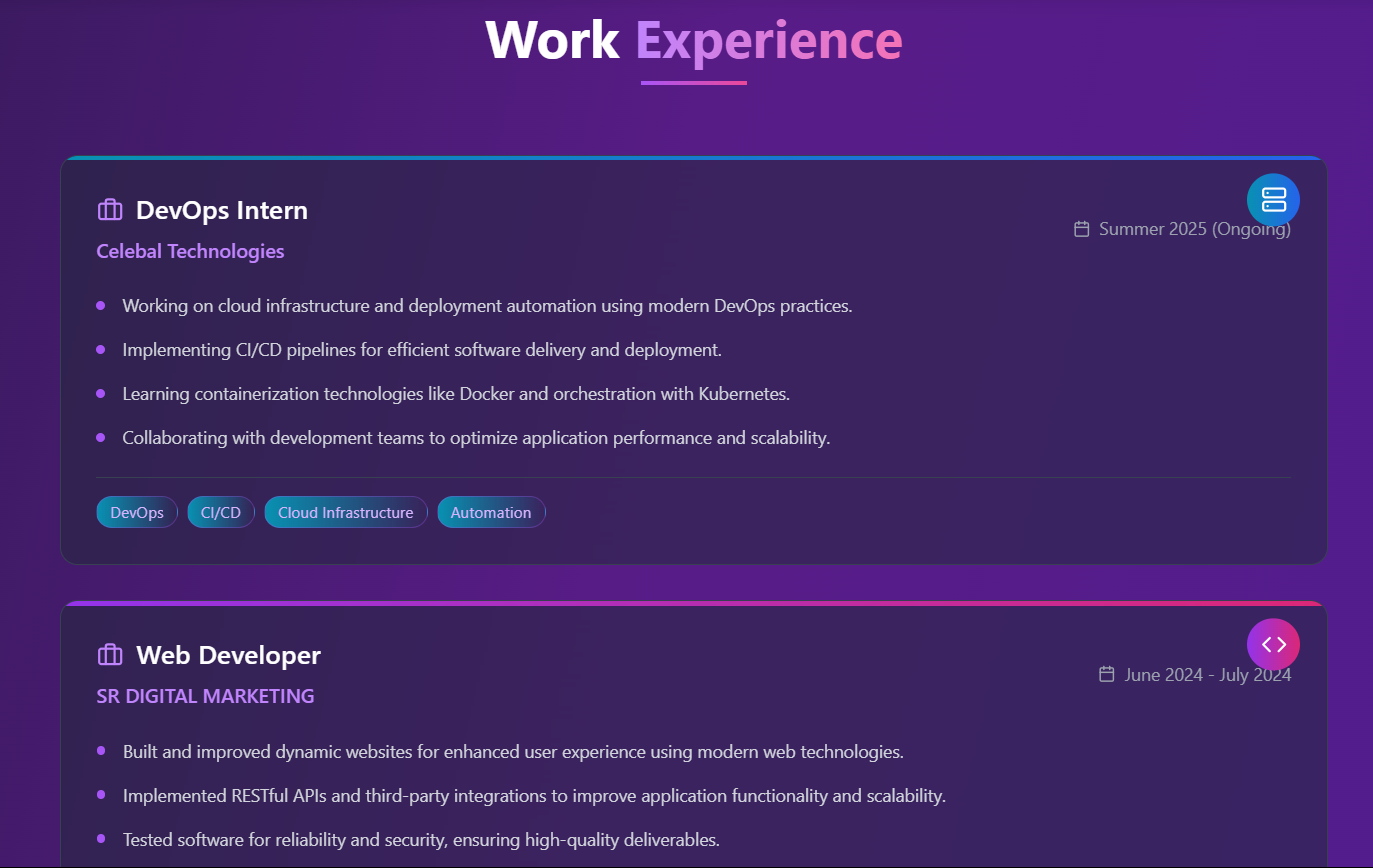 Work Experience
DevOps Intern
Summer 2025 (Ongoing)
Celebal Technologies
Working on cloud infrastructure and deployment automation using modern DevOps practices.
Implementing CI/CD pipelines for efficient software delivery and deployment.
Learning containerization technologies like Docker and orchestration with Kubernetes.
Collaborating with development teams to optimize application performance and scalability.
DevOps CI/CD Cloud Infrastructure Automation
Web Developer
June 2024 - July 2024
SR DIGITAL MARKETING
Built and improved dynamic websites for enhanced user experience using modern web technologies.
Implemented RESTful APIs and third-party integrations to improve application functionality and scalability.
Tested software for reliability and security, ensuring high-quality deliverables.